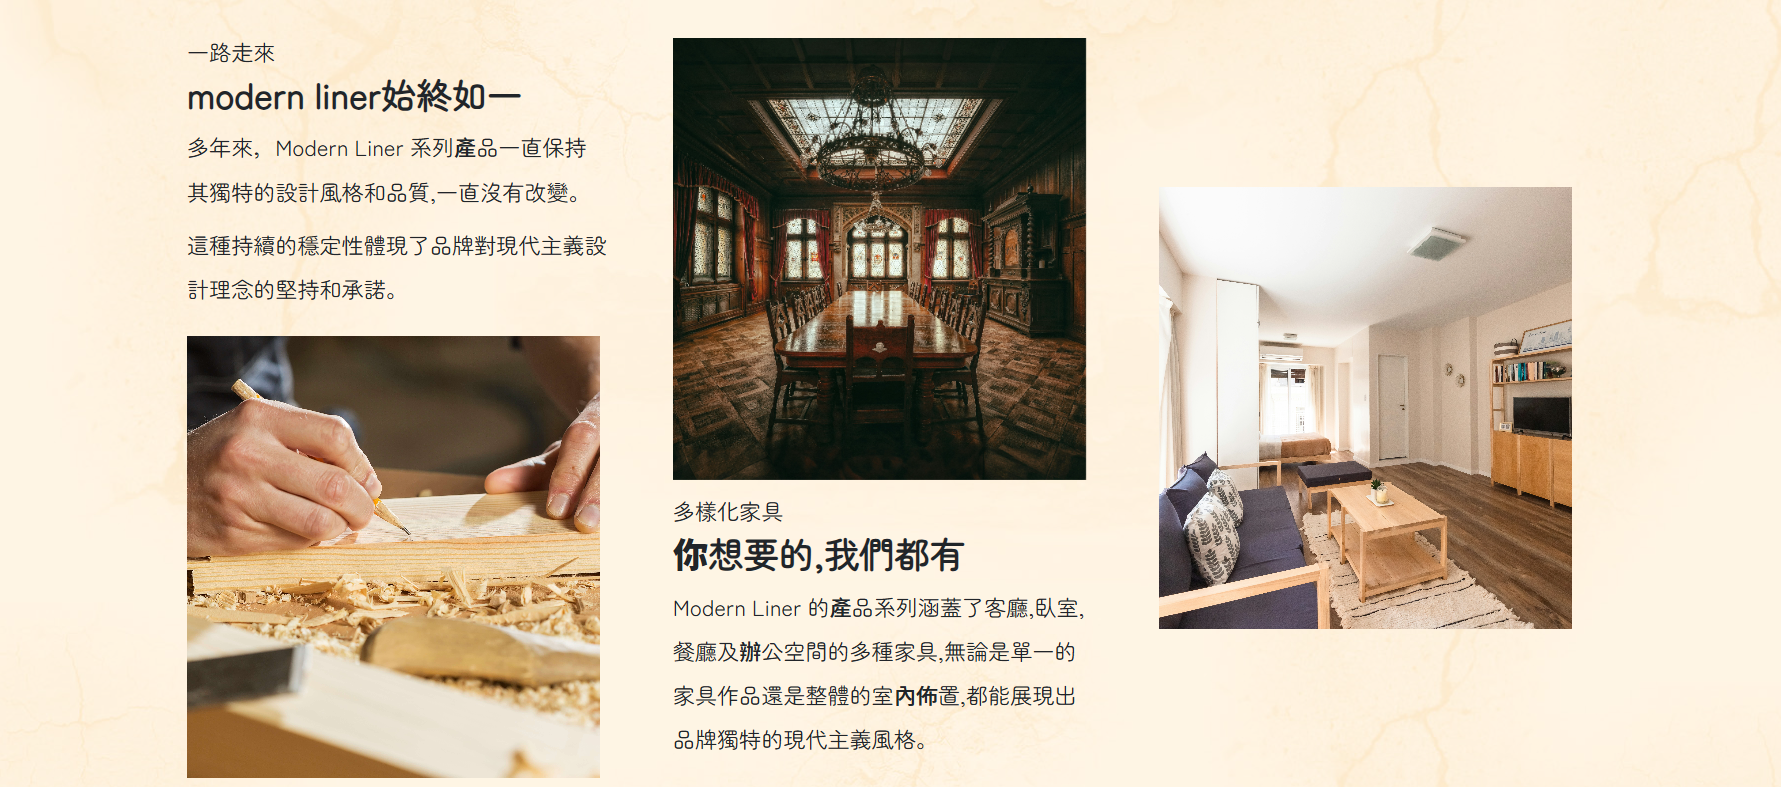 一路走來
modern liner始終如一
多年來，Modern Liner 系列產品一直保持
其獨特的設計風格和品質,一直沒有改變。
這種持續的穩定性體現了品牌對現代主義設
計理念的堅持和承諾。
多樣化家具
你想要的,我們都有
Modern Liner 的產品系列涵蓋了客廳,臥室,
餐廳及辦公空間的多種家具,無論是單一的
家具作品還是整體的室內佈置,都能展現出
品牌獨特的現代主義風格。